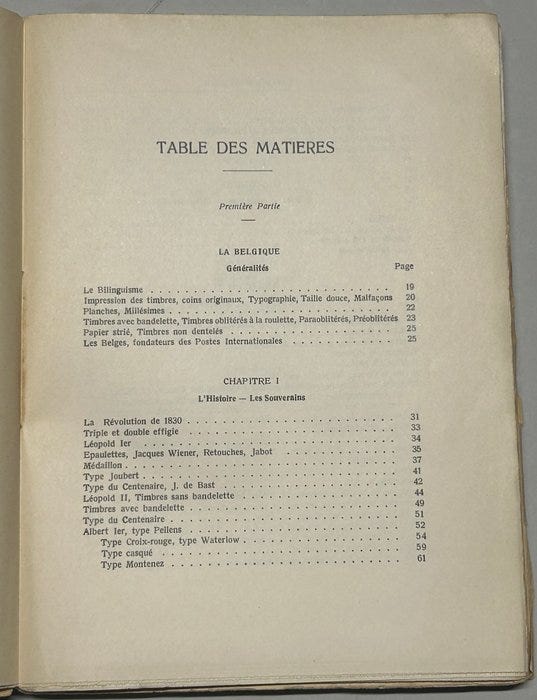 TABLE DES MATIERES
Première Partie
LA BELGIQUE
Généralités Page
Le Bilinguisme . . . . . . . . . . . . . . . . . . . . . . . . . . . . . . 19
Impression des timbres, coins originaux, Typographie, Taille douce, Malfaçons 20
Planches, Millésimes . . . . . . . . . . . . . . . . . . . . . . . . . . . . 22
Timbres avec bandelette, Timbres oblitérés à la roulette, Paraoblitérés, Préoblitérés 23
Papier strié, Timbres non dentelés . . . . . . . . . . . . . . . . . . . . . 25
Les Belges, fondateurs des Postes Internationales . . . . . . . . . . . . 25
CHAPITRE I
L'Histoire — Les Souverains
La Révolution de 1830 . . . . . . . . . . . . . . . . . . . . . . . . . . . 31
Triple et double effigie . . . . . . . . . . . . . . . . . . . . . . . . . . . 33
Léopold Ier . . . . . . . . . . . . . . . . . . . . . . . . . . . . . . . . 34
Epaulettes, Jacques Wiener, Retouches, Jabot . . . . . . . . . . . . . . 35
Médaillon . . . . . . . . . . . . . . . . . . . . . . . . . . . . . . . . . . 37
Type Joubert . . . . . . . . . . . . . . . . . . . . . . . . . . . . . . . . 41
Type du Centenaire, J. de Bast . . . . . . . . . . . . . . . . . . . . . . . 42
Léopold II, Timbres sans bandelette . . . . . . . . . . . . . . . . . . . . 44
Timbres avec bandelette . . . . . . . . . . . . . . . . . . . . . . . . . . 49
Type du Centenaire . . . . . . . . . . . . . . . . . . . . . . . . . . . . . 51
Albert Ier, type Pellens . . . . . . . . . . . . . . . . . . . . . . . . . . . 52
Type Croix-rouge, type Waterlow . . . . . . . . . . . . . . . . . . . . 54
Type casqué . . . . . . . . . . . . . . . . . . . . . . . . . . . . . . 59
Type Montenez . . . . . . . . . . . . . . . . . . . . . . . . . . . . . 61